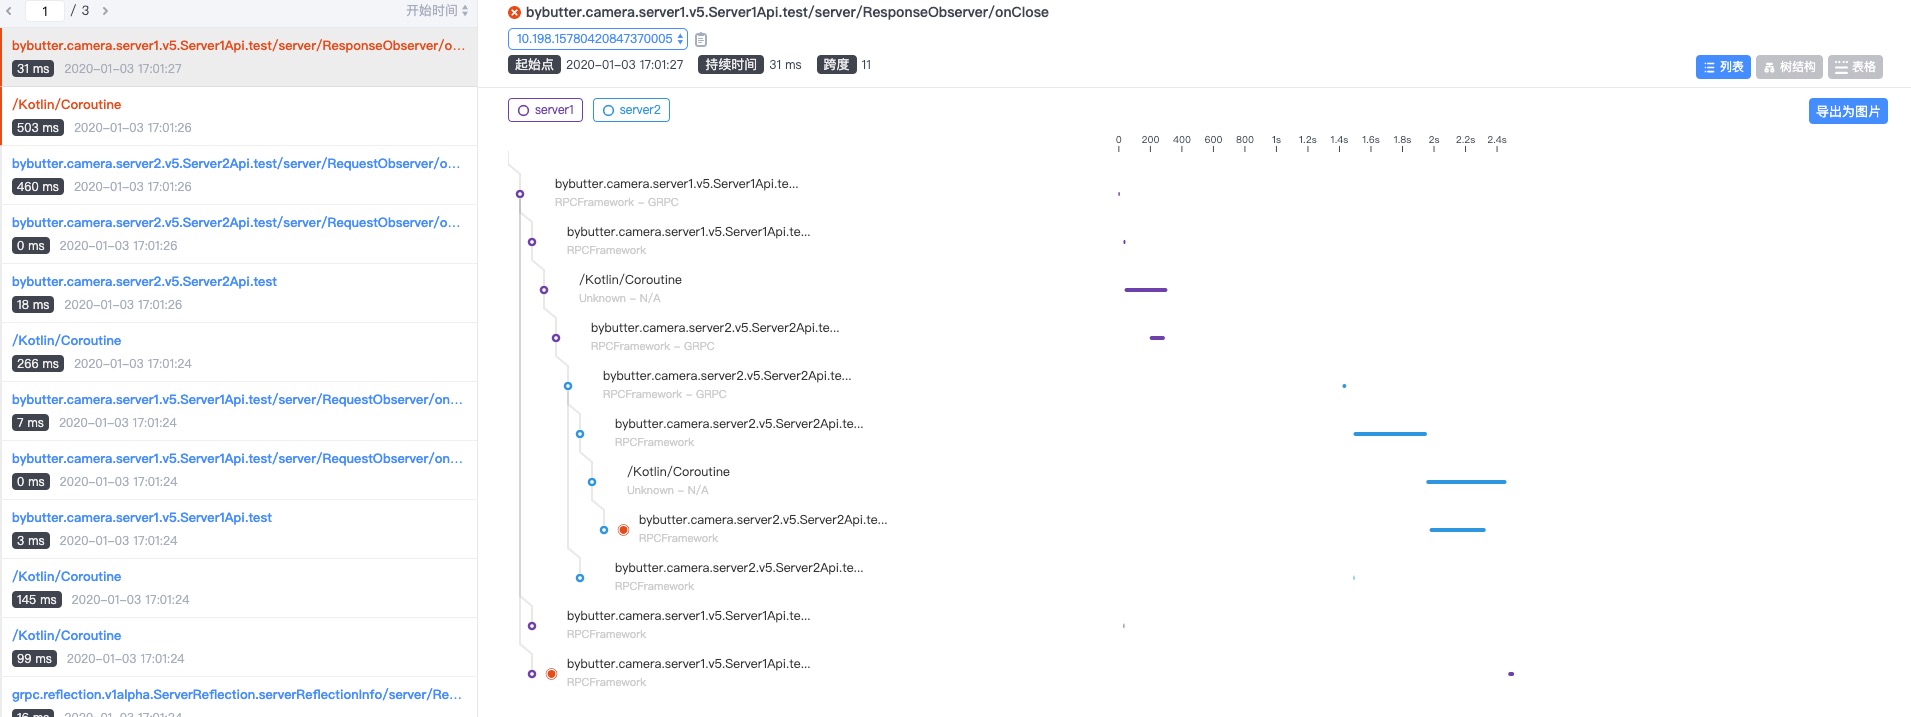 1 / 3
开始时间
bybutter.camera.server1.v5.Server1Api.test/server/ResponseObserver/o...
31 ms 2020-01-03 17:01:27
/Kotlin/Coroutine
503 ms 2020-01-03 17:01:26
bybutter.camera.server2.v5.Server2Api.test/server/RequestObserver/o...
460 ms 2020-01-03 17:01:26
bybutter.camera.server2.v5.Server2Api.test/server/RequestObserver/o...
0 ms 2020-01-03 17:01:26
bybutter.camera.server2.v5.Server2Api.test
18 ms 2020-01-03 17:01:26
/Kotlin/Coroutine
266 ms 2020-01-03 17:01:24
bybutter.camera.server1.v5.Server1Api.test/server/RequestObserver/on...
7 ms 2020-01-03 17:01:24
bybutter.camera.server1.v5.Server1Api.test/server/RequestObserver/on...
0 ms 2020-01-03 17:01:24
bybutter.camera.server1.v5.Server1Api.test
3 ms 2020-01-03 17:01:24
/Kotlin/Coroutine
145 ms 2020-01-03 17:01:24
/Kotlin/Coroutine
99 ms 2020-01-03 17:01:24
grpc.reflection.v1alpha.ServerReflection.serverReflectionInfo/server/Re...
16 ms 2020-01-03 17:01:24
bybutter.camera.server1.v5.Server1Api.test/server/ResponseObserver/onClose
10.198.15780420847370005
起始点 2020-01-03 17:01:27 持续时间 31 ms 跨度 11
列表 树结构 表格
server1 server2
导出为图片
0 200 400 600 800 1s 1.2s 1.4s 1.6s 1.8s 2s 2.2s 2.4s
bybutter.camera.server1.v5.Server1Api.te...
RPCFramework - GRPC
bybutter.camera.server1.v5.Server1Api.te...
RPCFramework
/Kotlin/Coroutine
Unknown - N/A
bybutter.camera.server2.v5.Server2Api.te...
RPCFramework - GRPC
bybutter.camera.server2.v5.Server2Api.te...
RPCFramework - GRPC
bybutter.camera.server2.v5.Server2Api.te...
RPCFramework
/Kotlin/Coroutine
Unknown - N/A
bybutter.camera.server2.v5.Server2Api.te...
RPCFramework
bybutter.camera.server2.v5.Server2Api.te...
RPCFramework
bybutter.camera.server1.v5.Server1Api.te...
RPCFramework
bybutter.camera.server1.v5.Server1Api.te...
RPCFramework